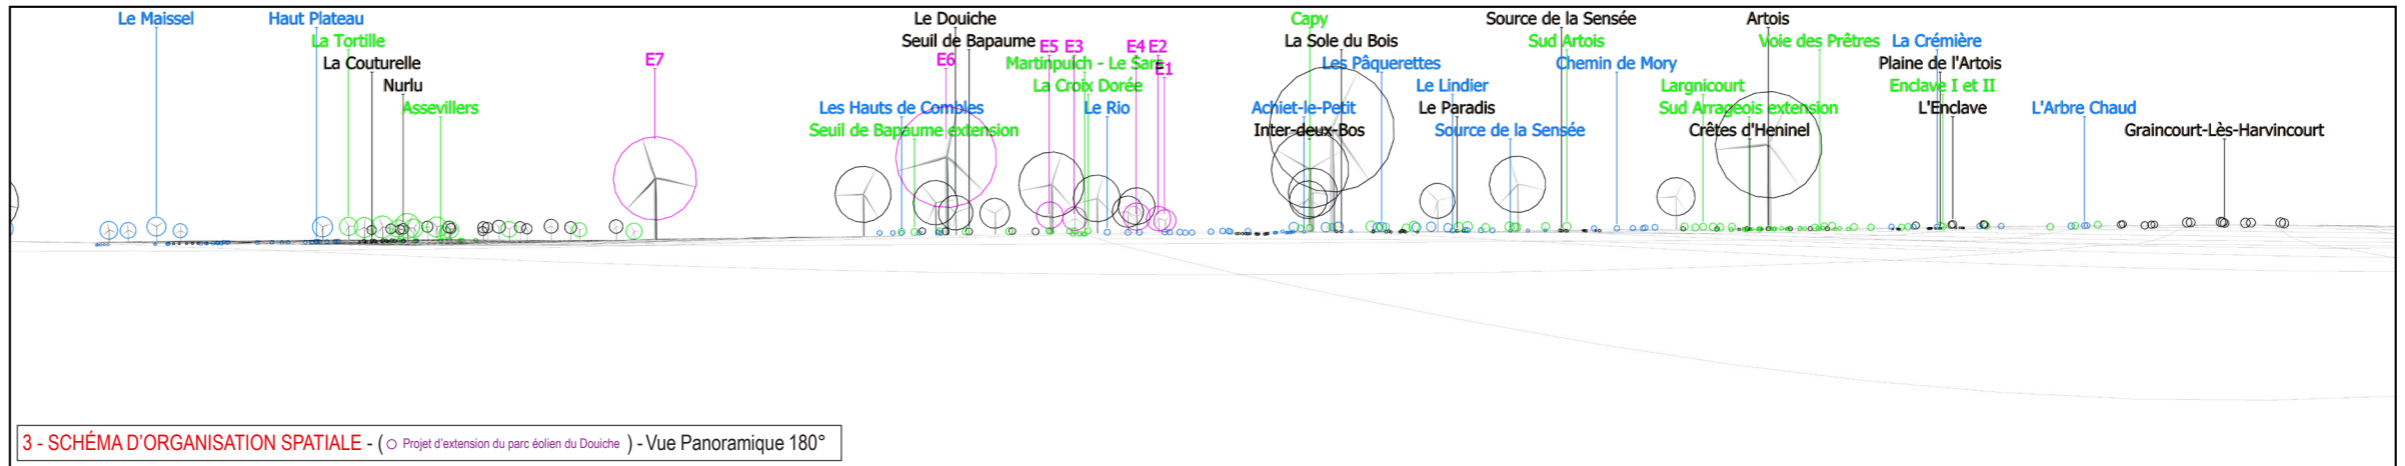 Le Maissel
Haut Plateau
Le Douiche
Capy
Source de la Sensée
Artois
La Tortille
Seuil de Bapaume
La Sole du Bois
Sud Artois
Voie des Prêtres
La Crémière
E5
E3
E4
E2
La Couturelle
E7
E6
Martinpuich - Le Sars
E1
Les Pâquerettes
Chemin de Mory
Plaine de l'Artois
Nurlu
La Croix Dorée
Le Lindier
Largnicourt
Enclave I et II
Assevillers
Les Hauts de Combles
Le Rio
Achiet-le-Petit
Le Paradis
Sud Arrageois extension
L'Enclave
L'Arbre Chaud
Seuil de Bapaume extension
Inter-deux-Bos
Source de la Sensée
Crêtes d'Heninel
Graincourt-Lès-Harvincourt
3 - SCHÉMA D'ORGANISATION SPATIALE - ( Projet d'extension du parc éolien du Douiche ) - Vue Panoramique 180°